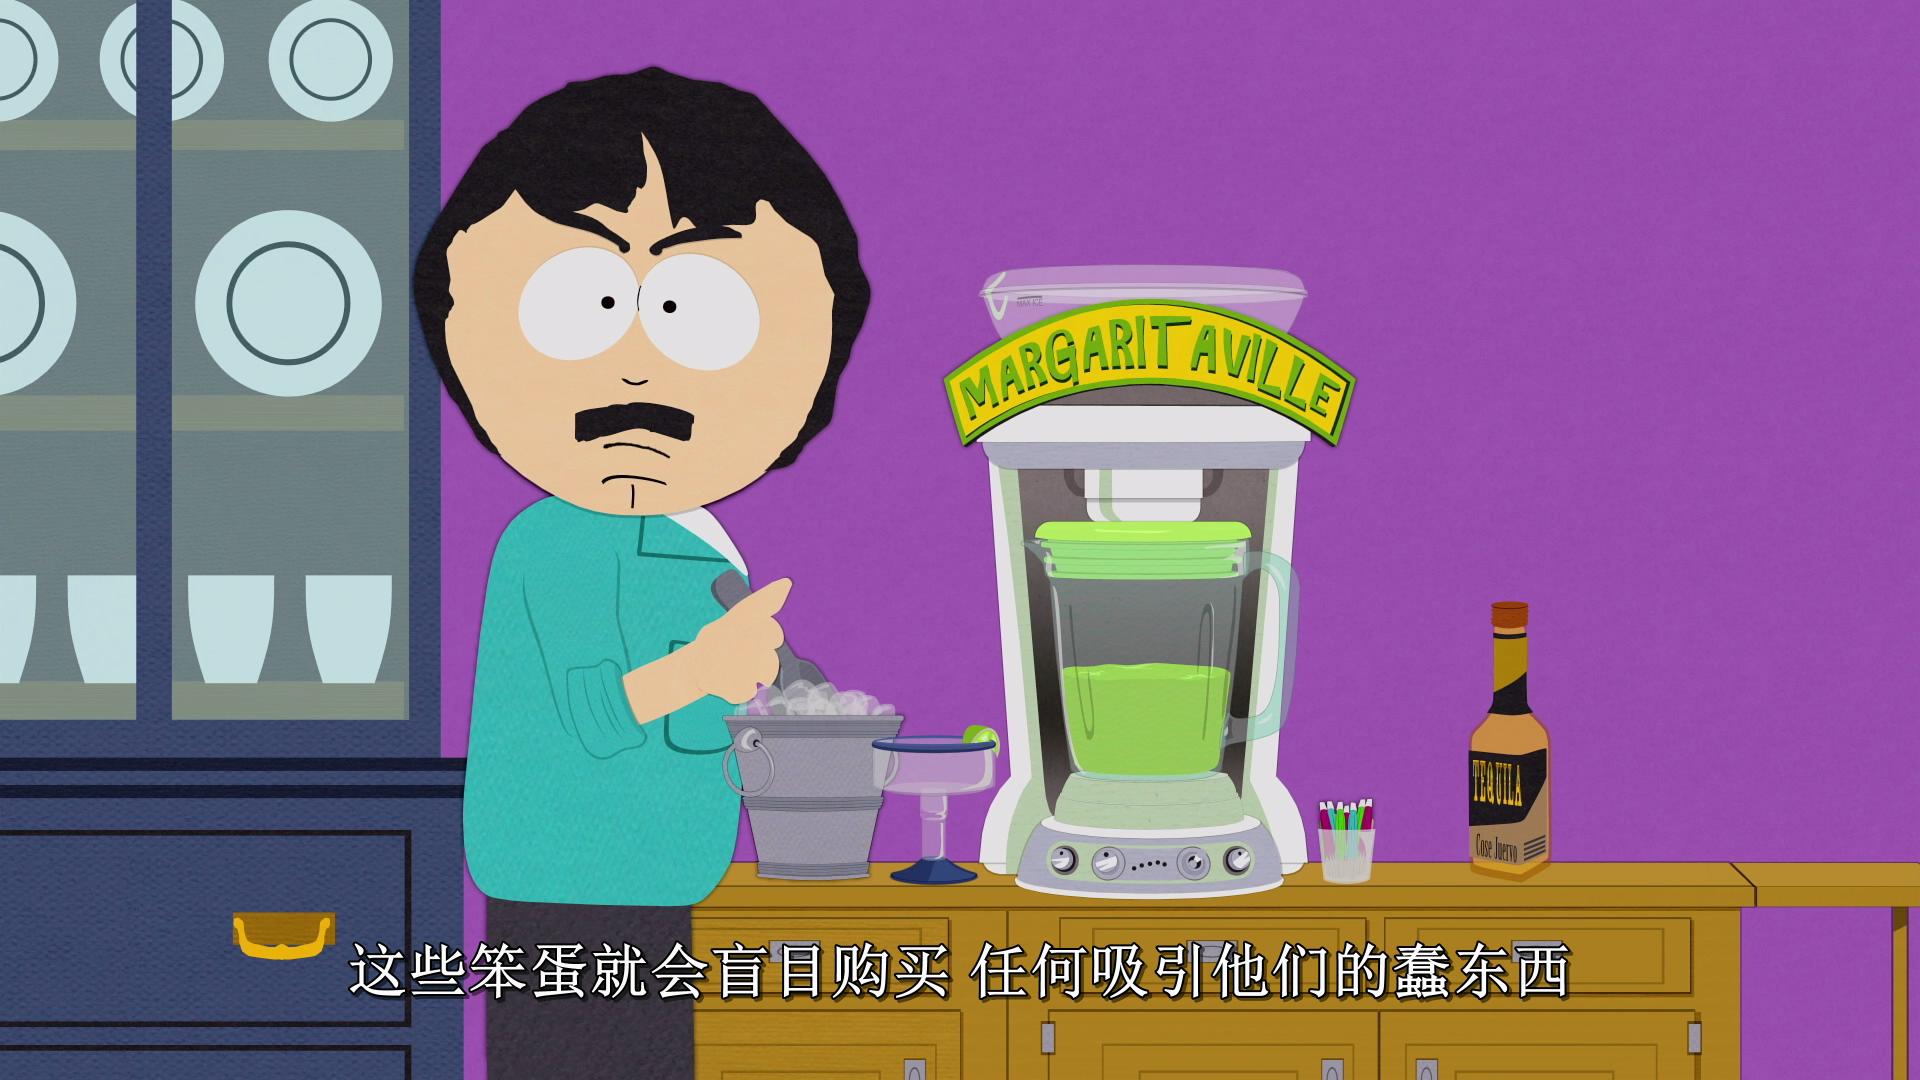 MARGARITAVILLE
TEQUILA
Cose Juervo
这些笨蛋就会盲目购买 任何吸引他们的蠢东西